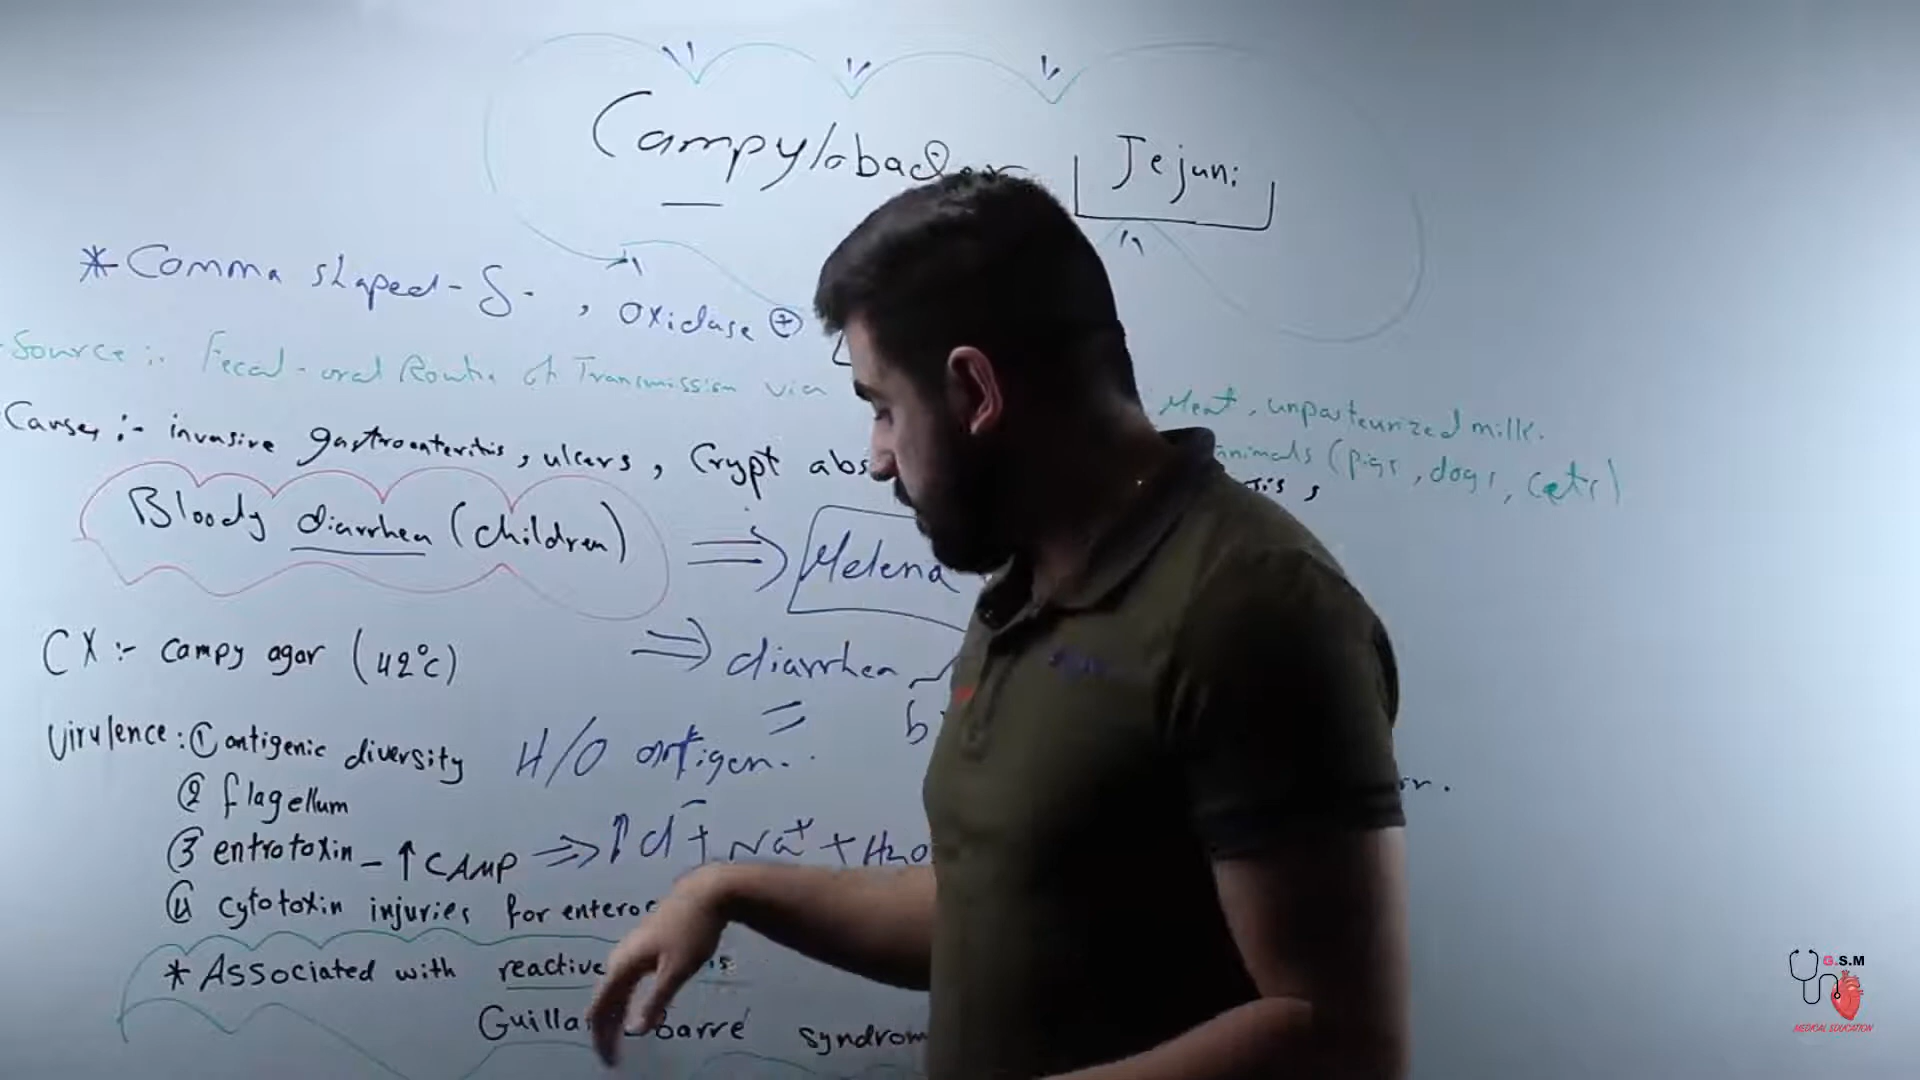 Campylobacter Jejuni
* Comma shaped - S - , oxidase +
Source :- Fecal-oral Route of Transmission via Meat, unpasteurized milk.
animals (pigs, dogs, cats)
Causes :- invasive gastroenteritis, ulcers, Crypt abs
Bloody diarrhea (children) ⇒ Melena
CX :- campy agar (42°C) ⇒ diarrhea
Virulence : ① antigenic diversity H/O antigen.
② flagellum
③ entrotoxin - ↑ CAMP ⇒ ↑ Cl⁻ + Na⁺ + H2O
④ cytotoxin injuries for enteroc
* Associated with reactive
Guilla barré syndrom
G.S.M
MEDICAL EDUCATION